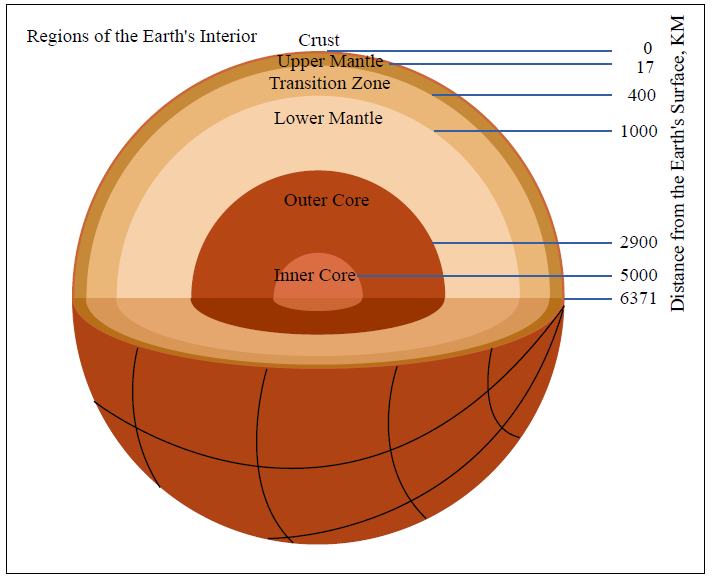 Regions of the Earth's Interior
Crust
Upper Mantle
Transition Zone
Lower Mantle
Outer Core
Inner Core
0
17
400
1000
2900
5000
6371
Distance from the Earth's Surface, KM